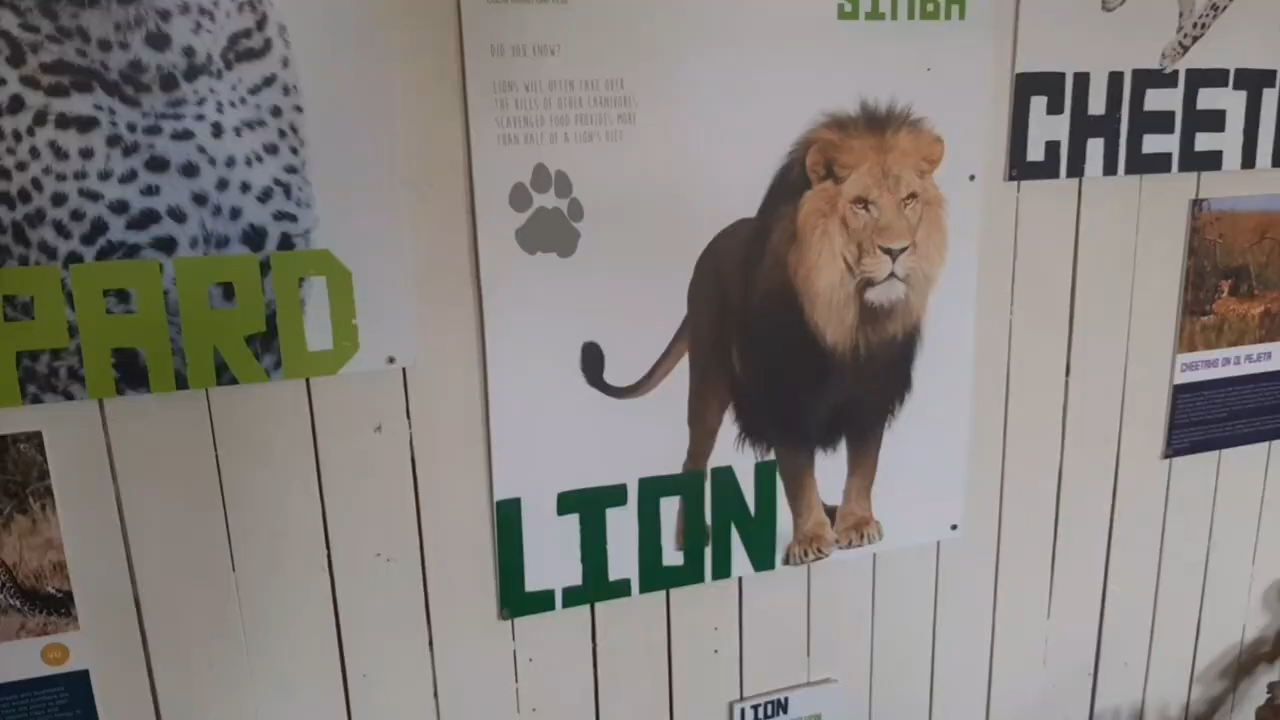 SIMBA
DID YOU KNOW?
LIONS WILL OFTEN TAKE OVER
THE KILLS OF OTHER CARNIVORES
SCAVENGED FOOD PROVIDES MORE
THAN HALF OF A LION'S DIET
CHEET
PARD
CHEETAHS ON OL PEJETA
LION
LION